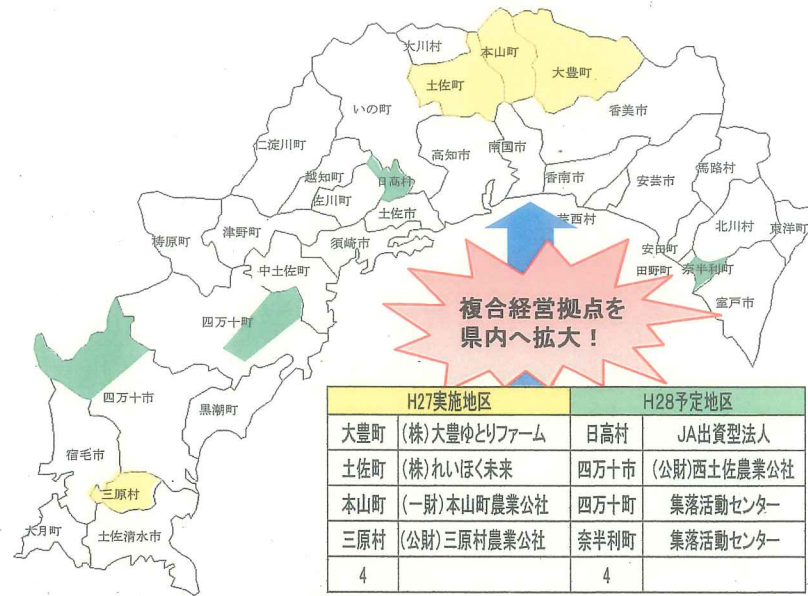 大川村
本山町
大豊町
土佐町
いの町
香美市
仁淀川町
高知市
南国市
越知町
日高村
香南市
安芸市
馬路村
佐川町
土佐市
芸西村
北川村
東洋町
津野町
梼原町
須崎市
安田町
中土佐町
田野町
奈半利町
室戸市
四万十町
複合経営拠点を
県内へ拡大！
四万十市
黒潮町
宿毛市
三原村
大月町
土佐清水市
H27実施地区 H28予定地区
大豊町 (株)大豊ゆとりファーム 日高村 JA出資型法人
土佐町 (株)れいほく未来 四万十市 (公財)西土佐農業公社
本山町 (一財)本山町農業公社 四万十町 集落活動センター
三原村 (公財)三原村農業公社 奈半利町 集落活動センター
4 4